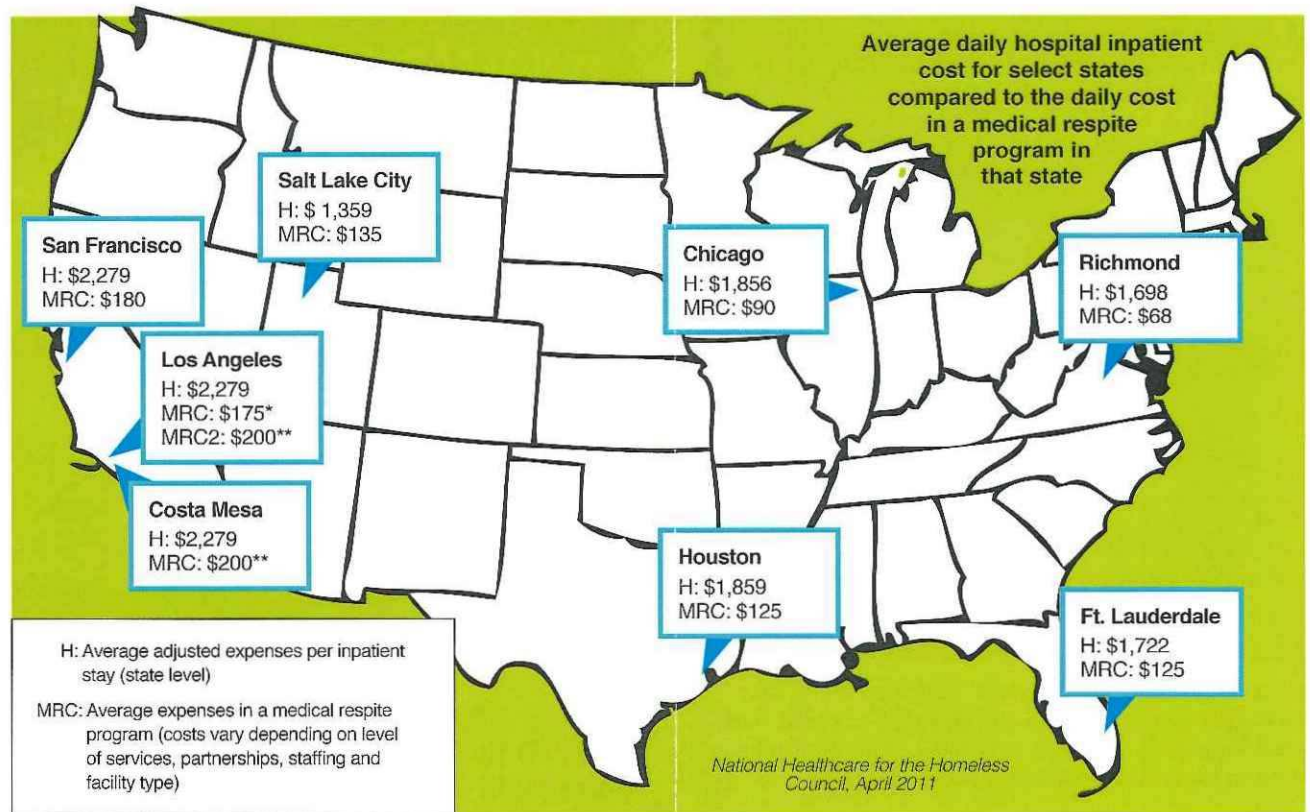 Average daily hospital inpatient
cost for select states
compared to the daily cost
in a medical respite
program in
that state
Salt Lake City
H: $ 1,359
MRC: $135
San Francisco
H: $2,279
MRC: $180
Chicago
H: $1,856
MRC: $90
Richmond
H: $1,698
MRC: $68
Los Angeles
H: $2,279
MRC: $175*
MRC2: $200**
Costa Mesa
H: $2,279
MRC: $200**
Houston
H: $1,859
MRC: $125
Ft. Lauderdale
H: $1,722
MRC: $125
H: Average adjusted expenses per inpatient
stay (state level)
MRC: Average expenses in a medical respite
program (costs vary depending on level
of services, partnerships, staffing and
facility type)
National Healthcare for the Homeless
Council, April 2011